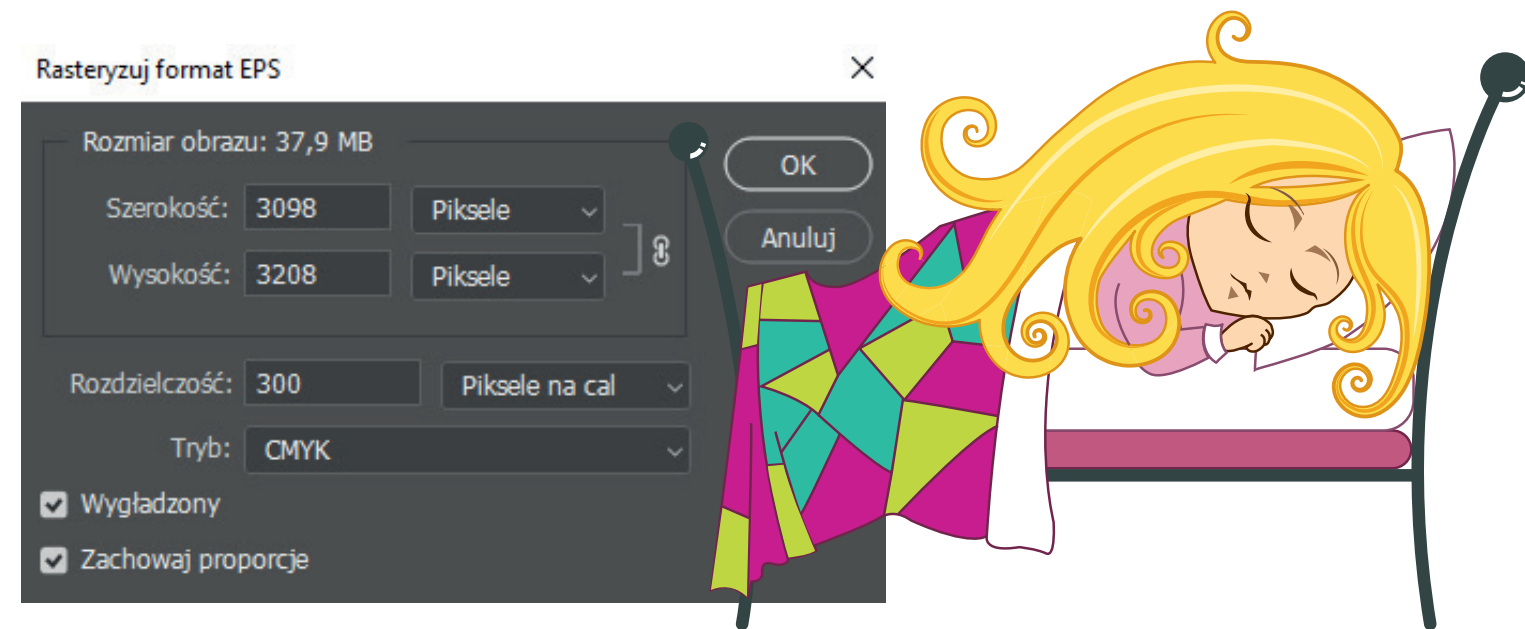 Rasteryzuj format EPS
Rozmiar obrazu: 37,9 MB
OK
Szerokość: 3098 Piksele
Anuluj
Wysokość: 3208 Piksele
Rozdzielczość: 300 Piksele na cal
Tryb: CMYK
Wygładzony
Zachowaj proporcje